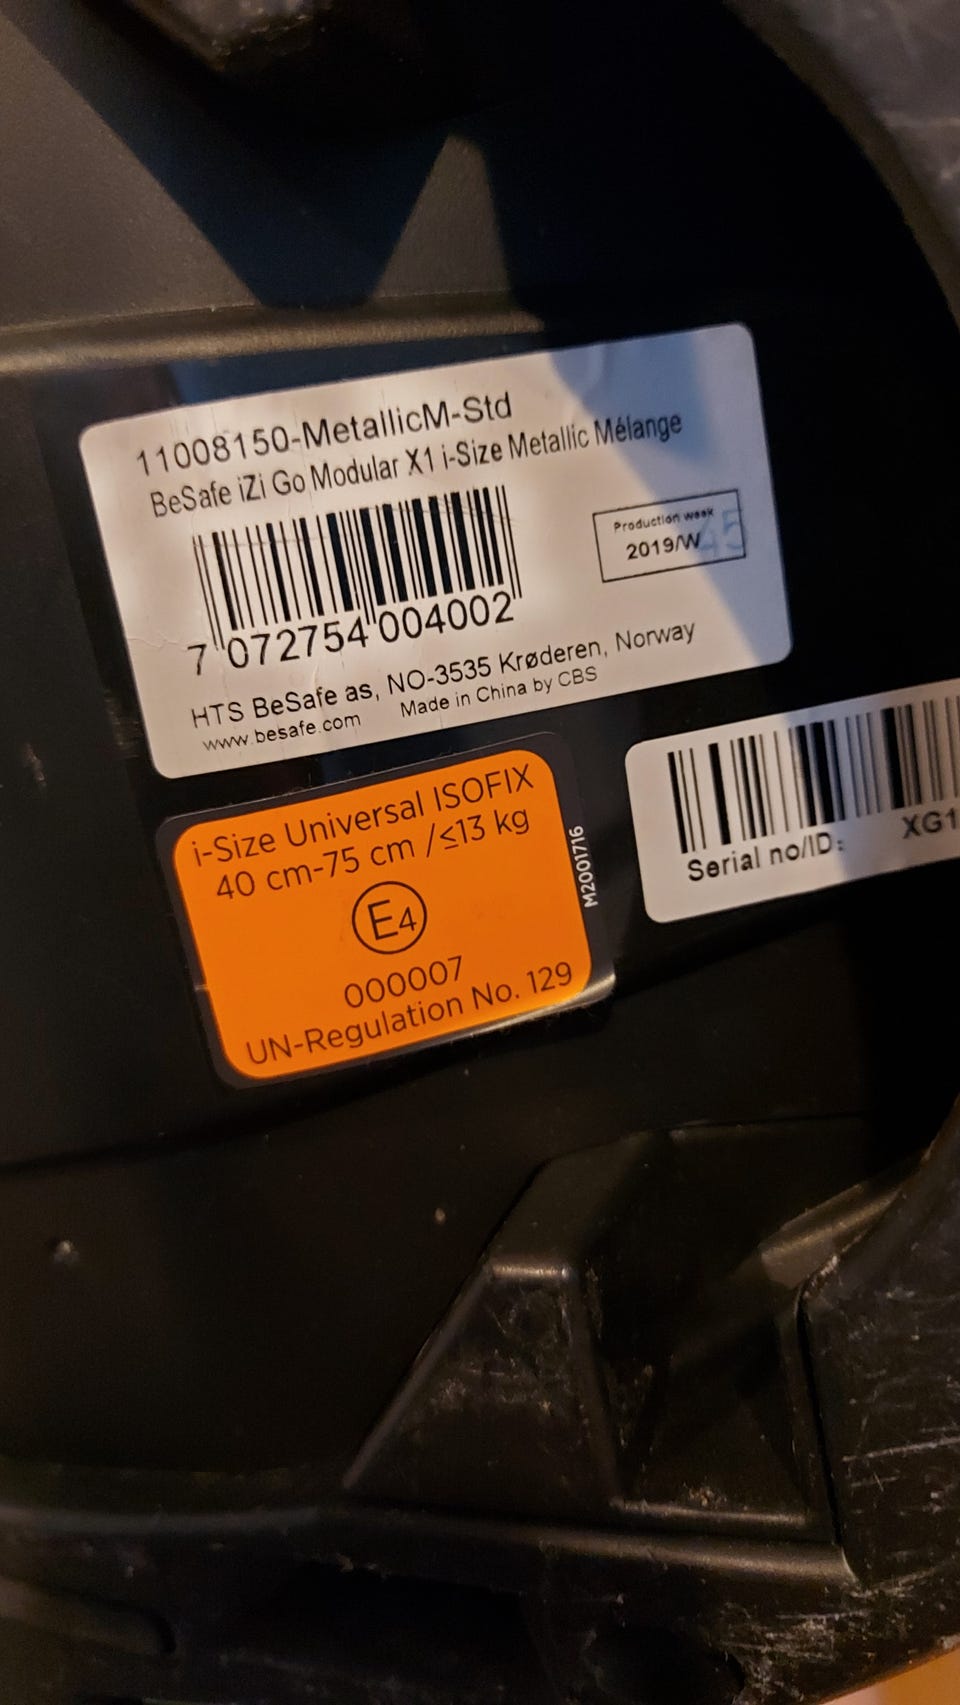 11008150-MetallicM-Std
BeSafe iZi Go Modular X1 i-Size Metallic Mélange
Production week
2019/W 45
7 072754 004002
HTS BeSafe as, NO-3535 Krøderen, Norway
www.besafe.com Made in China by CBS
i-Size Universal ISOFIX
40 cm-75 cm /≤13 kg
E4
000007
UN-Regulation No. 129
M2001716
Serial no/ID: XG1